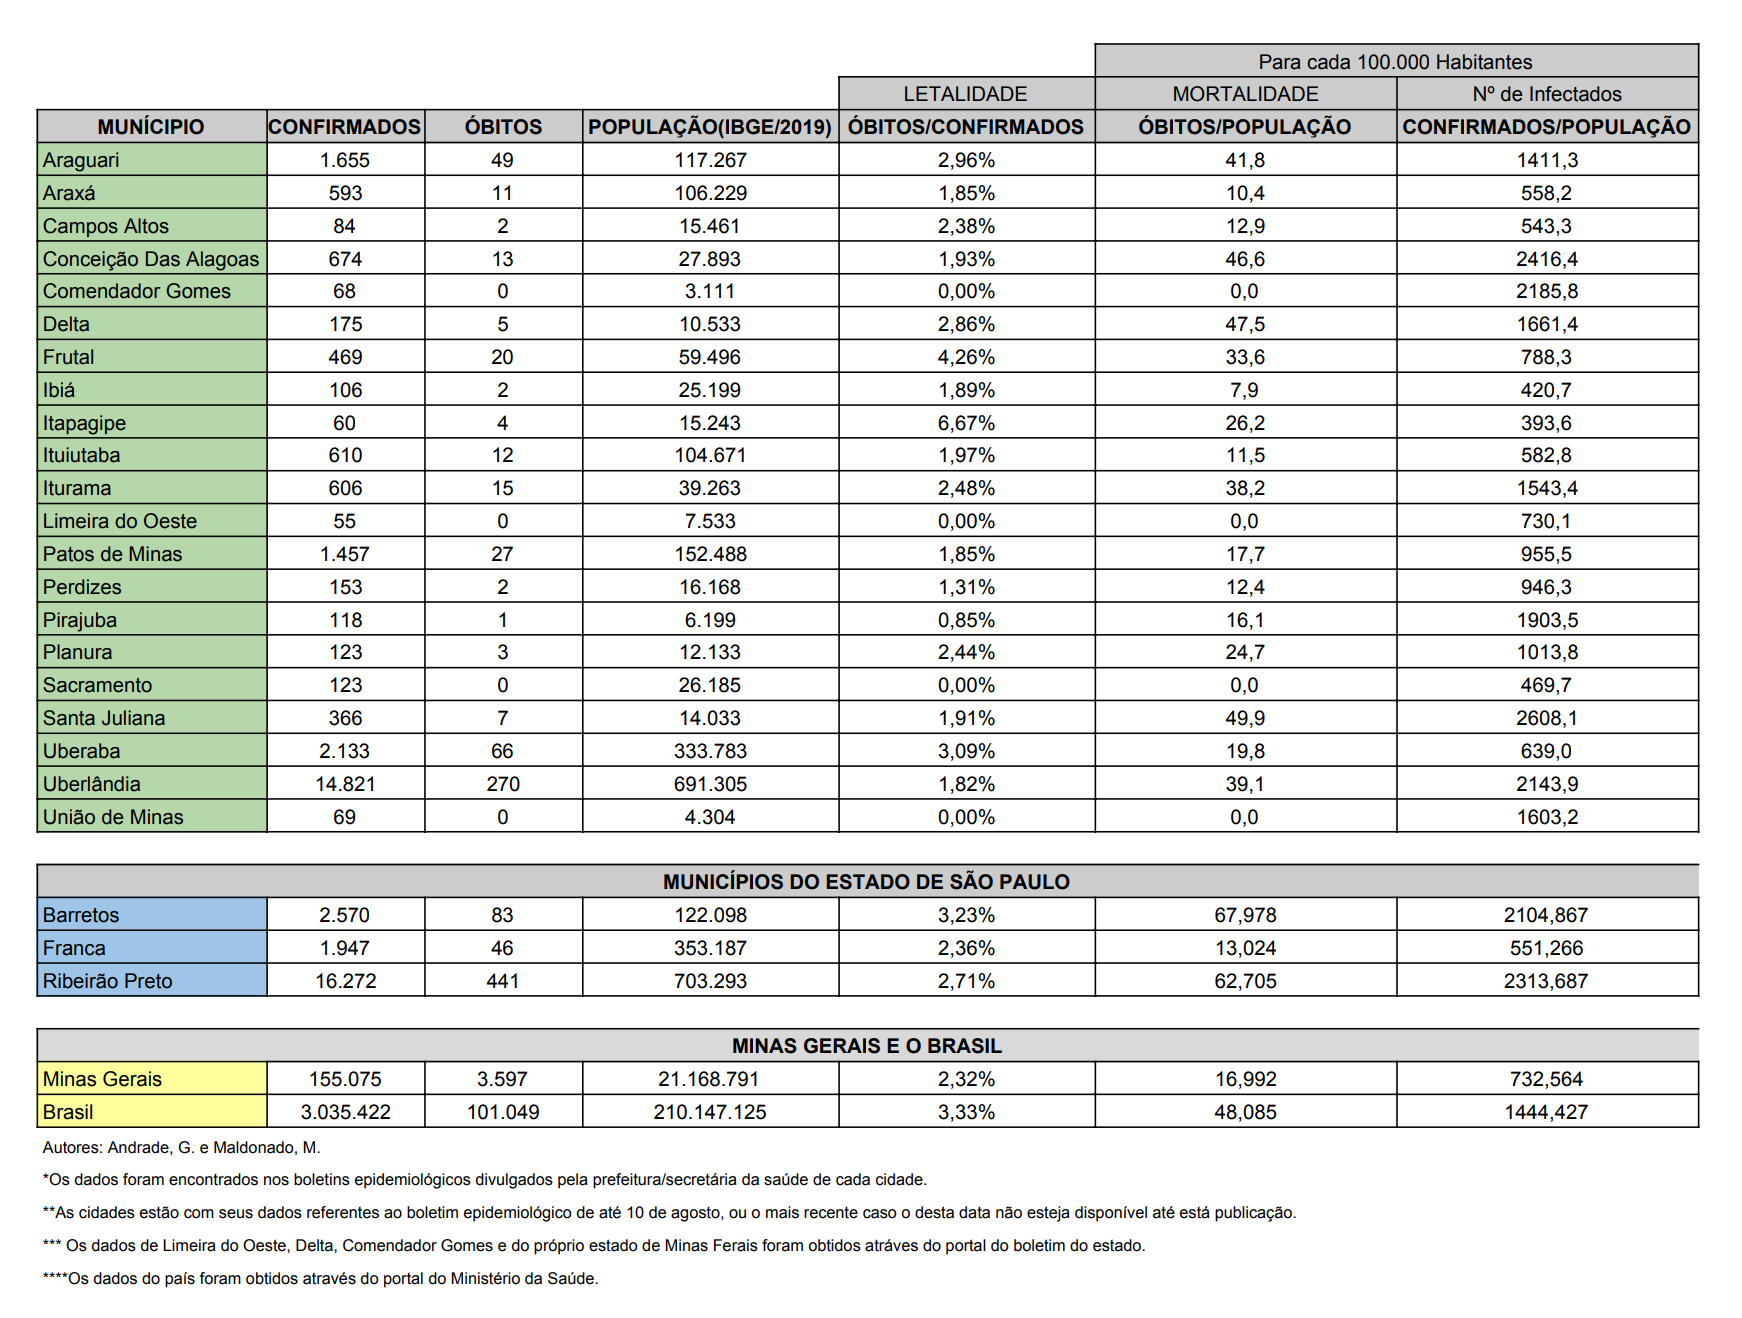 Para cada 100.000 Habitantes
LETALIDADE MORTALIDADE Nº de Infectados
MUNÍCIPIO CONFIRMADOS ÓBITOS POPULAÇÃO(IBGE/2019) ÓBITOS/CONFIRMADOS ÓBITOS/POPULAÇÃO CONFIRMADOS/POPULAÇÃO
Araguari 1.655 49 117.267 2,96% 41,8 1411,3
Araxá 593 11 106.229 1,85% 10,4 558,2
Campos Altos 84 2 15.461 2,38% 12,9 543,3
Conceição Das Alagoas 674 13 27.893 1,93% 46,6 2416,4
Comendador Gomes 68 0 3.111 0,00% 0,0 2185,8
Delta 175 5 10.533 2,86% 47,5 1661,4
Frutal 469 20 59.496 4,26% 33,6 788,3
Ibiá 106 2 25.199 1,89% 7,9 420,7
Itapagipe 60 4 15.243 6,67% 26,2 393,6
Ituiutaba 610 12 104.671 1,97% 11,5 582,8
Iturama 606 15 39.263 2,48% 38,2 1543,4
Limeira do Oeste 55 0 7.533 0,00% 0,0 730,1
Patos de Minas 1.457 27 152.488 1,85% 17,7 955,5
Perdizes 153 2 16.168 1,31% 12,4 946,3
Pirajuba 118 1 6.199 0,85% 16,1 1903,5
Planura 123 3 12.133 2,44% 24,7 1013,8
Sacramento 123 0 26.185 0,00% 0,0 469,7
Santa Juliana 366 7 14.033 1,91% 49,9 2608,1
Uberaba 2.133 66 333.783 3,09% 19,8 639,0
Uberlândia 14.821 270 691.305 1,82% 39,1 2143,9
União de Minas 69 0 4.304 0,00% 0,0 1603,2
MUNICÍPIOS DO ESTADO DE SÃO PAULO
Barretos 2.570 83 122.098 3,23% 67,978 2104,867
Franca 1.947 46 353.187 2,36% 13,024 551,266
Ribeirão Preto 16.272 441 703.293 2,71% 62,705 2313,687
MINAS GERAIS E O BRASIL
Minas Gerais 155.075 3.597 21.168.791 2,32% 16,992 732,564
Brasil 3.035.422 101.049 210.147.125 3,33% 48,085 1444,427
Autores: Andrade, G. e Maldonado, M.
*Os dados foram encontrados nos boletins epidemiológicos divulgados pela prefeitura/secretária da saúde de cada cidade.
**As cidades estão com seus dados referentes ao boletim epidemiológico de até 10 de agosto, ou o mais recente caso o desta data não esteja disponível até está publicação.
*** Os dados de Limeira do Oeste, Delta, Comendador Gomes e do próprio estado de Minas Ferais foram obtidos atráves do portal do boletim do estado.
****Os dados do país foram obtidos através do portal do Ministério da Saúde.